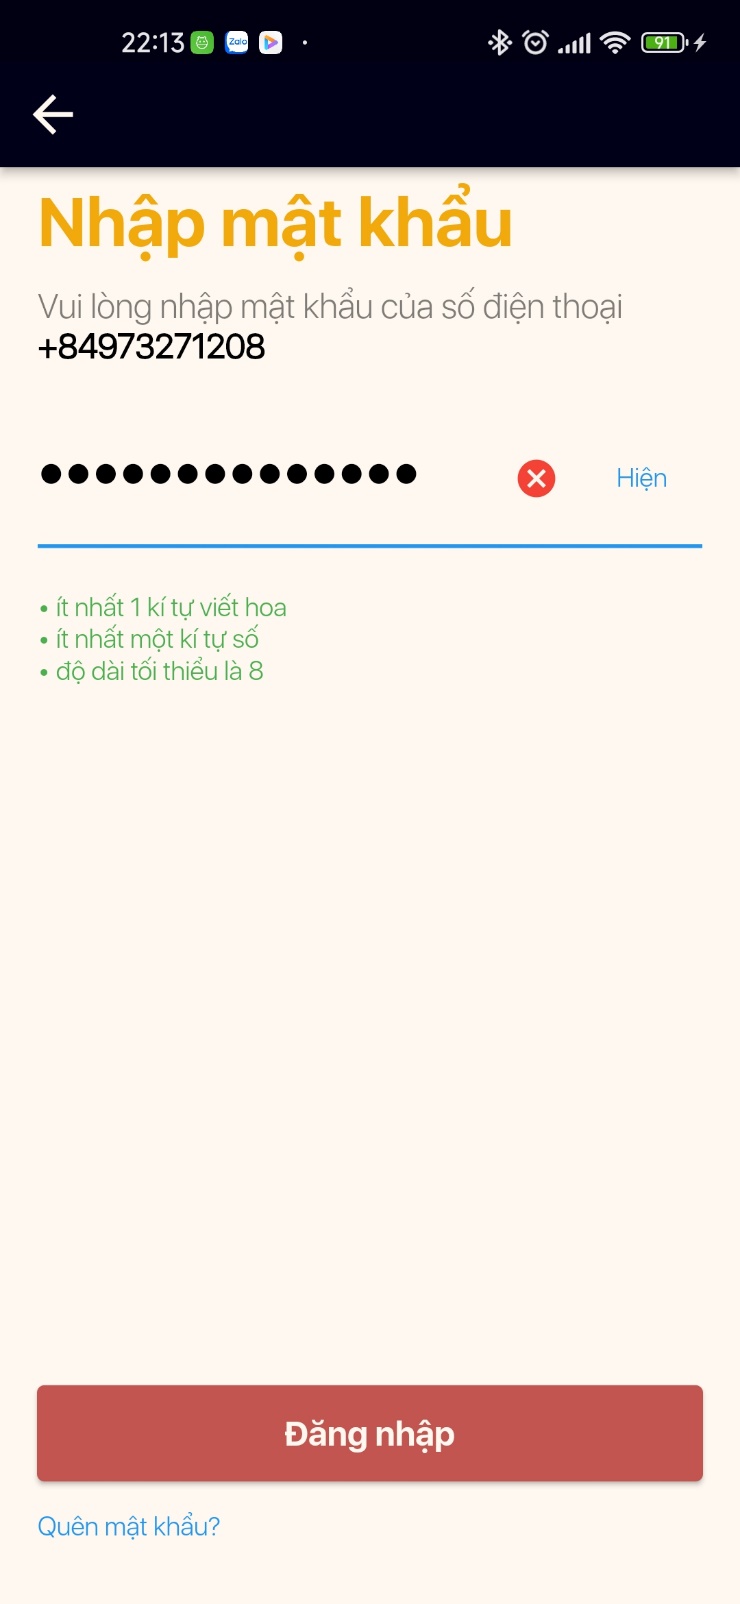 22:13 Zalo 91
Nhập mật khẩu
Vui lòng nhập mật khẩu của số điện thoại
+84973271208
●●●●●●●●●●●●●● Hiện
• ít nhất 1 kí tự viết hoa
• ít nhất một kí tự số
• độ dài tối thiểu là 8
Đăng nhập
Quên mật khẩu?